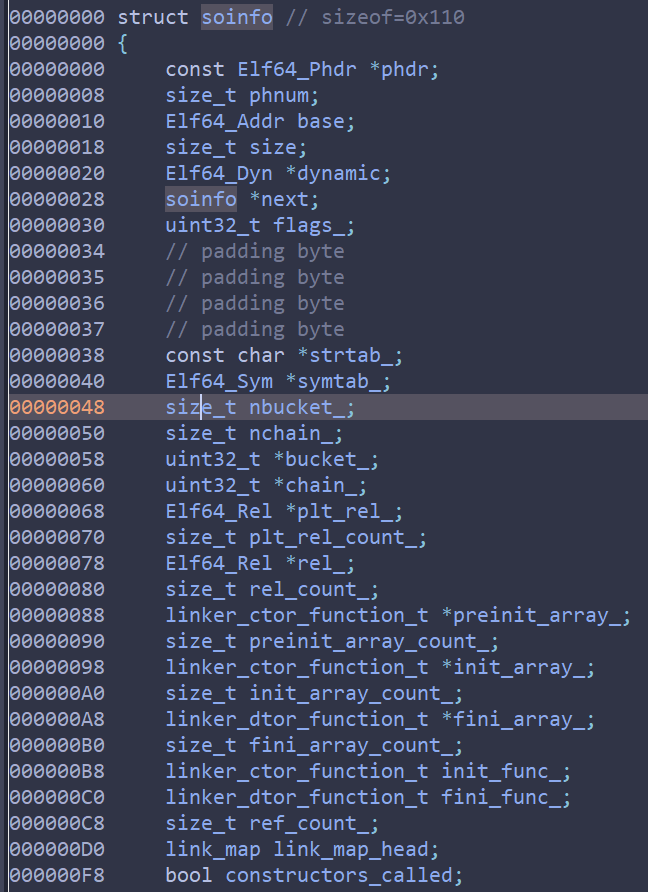 00000000 struct soinfo // sizeof=0x110
00000000 {
00000000     const Elf64_Phdr *phdr;
00000008     size_t phnum;
00000010     Elf64_Addr base;
00000018     size_t size;
00000020     Elf64_Dyn *dynamic;
00000028     soinfo *next;
00000030     uint32_t flags_;
00000034     // padding byte
00000035     // padding byte
00000036     // padding byte
00000037     // padding byte
00000038     const char *strtab_;
00000040     Elf64_Sym *symtab_;
00000048     size_t nbucket_;
00000050     size_t nchain_;
00000058     uint32_t *bucket_;
00000060     uint32_t *chain_;
00000068     Elf64_Rel *plt_rel_;
00000070     size_t plt_rel_count_;
00000078     Elf64_Rel *rel_;
00000080     size_t rel_count_;
00000088     linker_ctor_function_t *preinit_array_;
00000090     size_t preinit_array_count_;
00000098     linker_ctor_function_t *init_array_;
000000A0     size_t init_array_count_;
000000A8     linker_dtor_function_t *fini_array_;
000000B0     size_t fini_array_count_;
000000B8     linker_ctor_function_t init_func_;
000000C0     linker_dtor_function_t fini_func_;
000000C8     size_t ref_count_;
000000D0     link_map link_map_head;
000000F8     bool constructors_called;